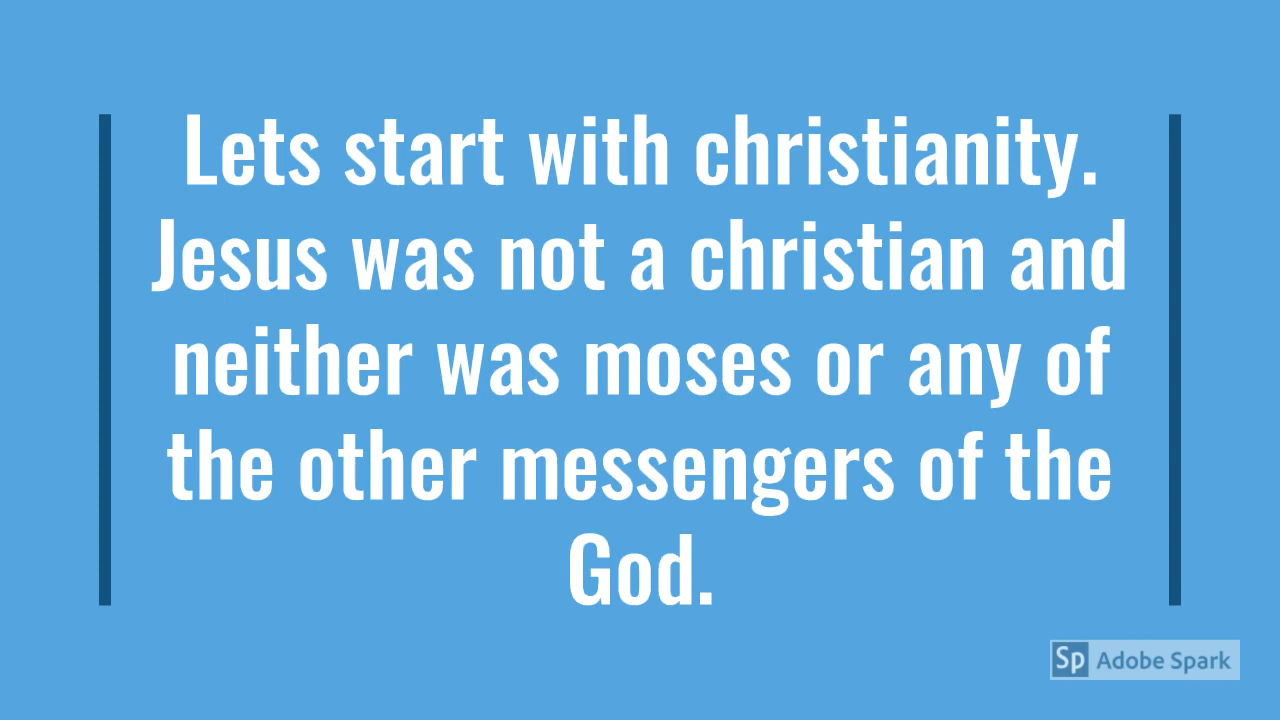 Lets start with christianity.
Jesus was not a christian and
neither was moses or any of
the other messengers of the
God.
Sp Adobe Spark